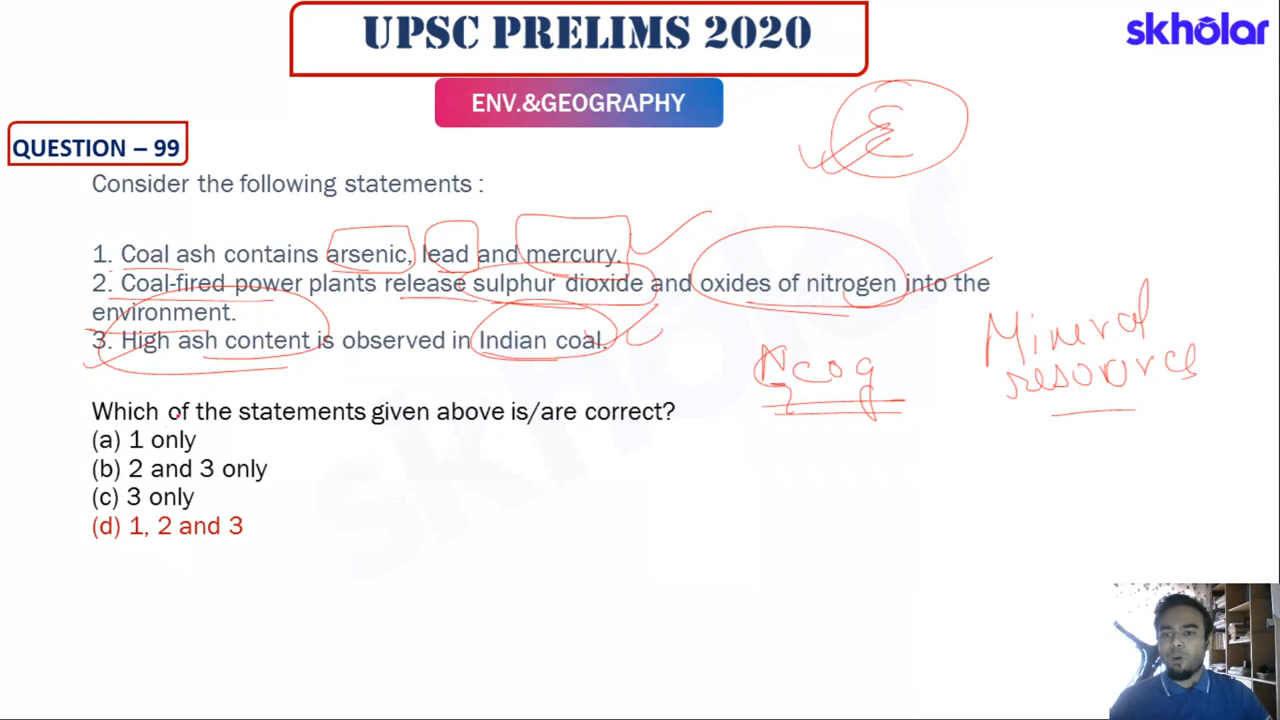 UPSC PRELIMS 2020
skholar
ENV.&GEOGRAPHY
QUESTION – 99
Consider the following statements :
1. Coal ash contains arsenic, lead and mercury.
2. Coal-fired power plants release sulphur dioxide and oxides of nitrogen into the
environment.
3. High ash content is observed in Indian coal.
Mineral
resources
Which of the statements given above is/are correct?
(a) 1 only
(b) 2 and 3 only
(c) 3 only
(d) 1, 2 and 3
skholar